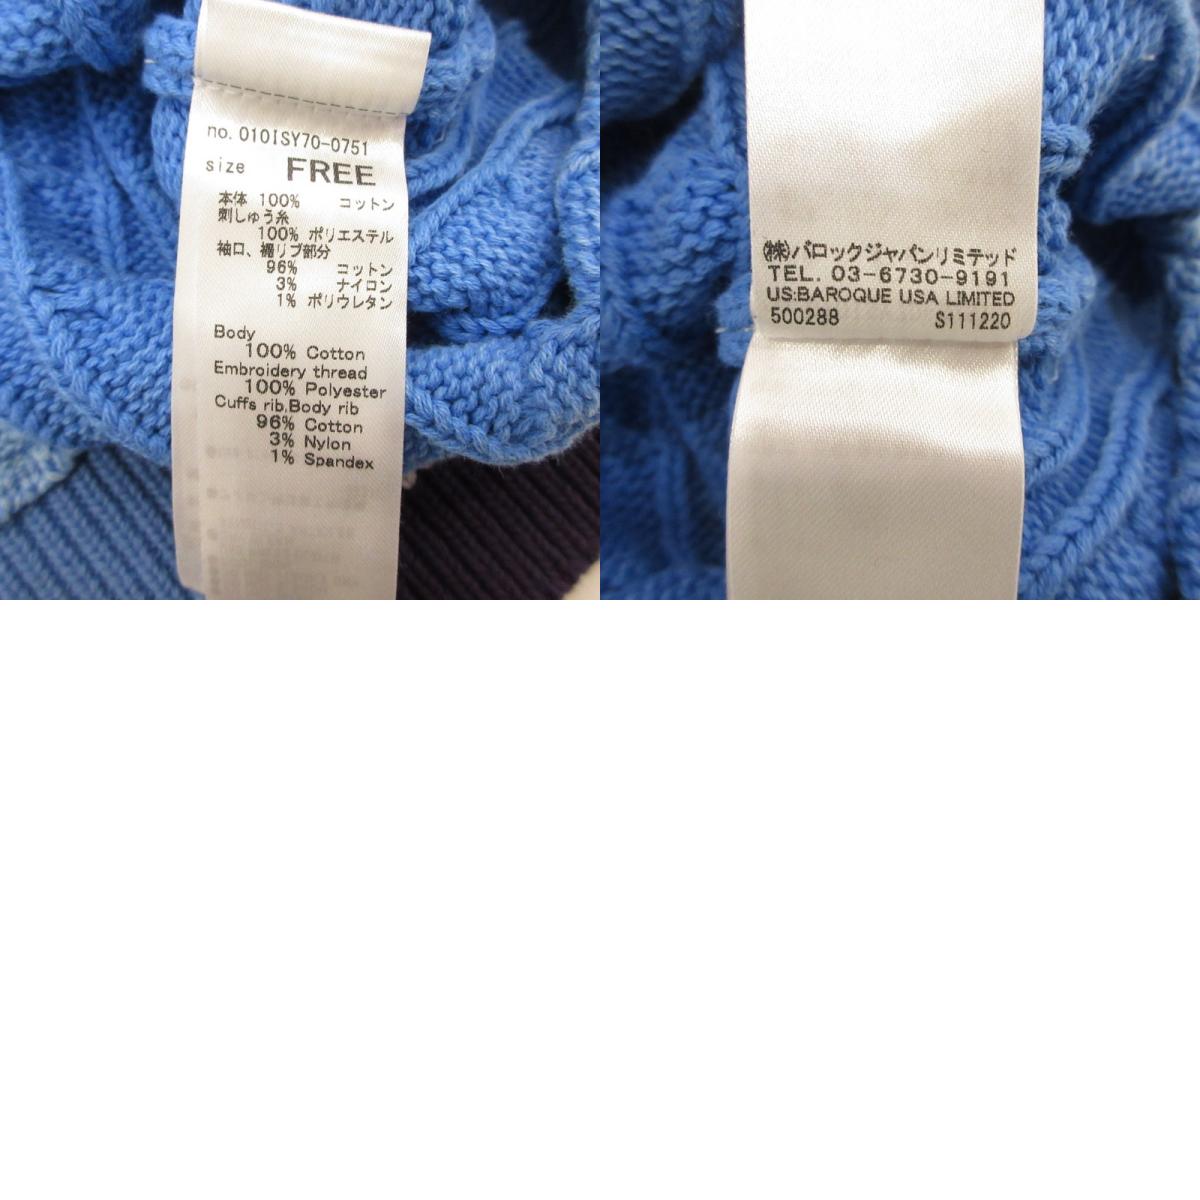 no. 010ISY70-0751
size FREE
本体 100% コットン
刺しゅう糸
100% ポリエステル
袖口、裾リブ部分
96% コットン
3% ナイロン
1% ポリウレタン
Body
100% Cotton
Embroidery thread
100% Polyester
Cuffs rib,Body rib
96% Cotton
3% Nylon
1% Spandex
㈱バロックジャパンリミテッド
TEL. 03-6730-9191
US:BAROQUE USA LIMITED
500288 S111220